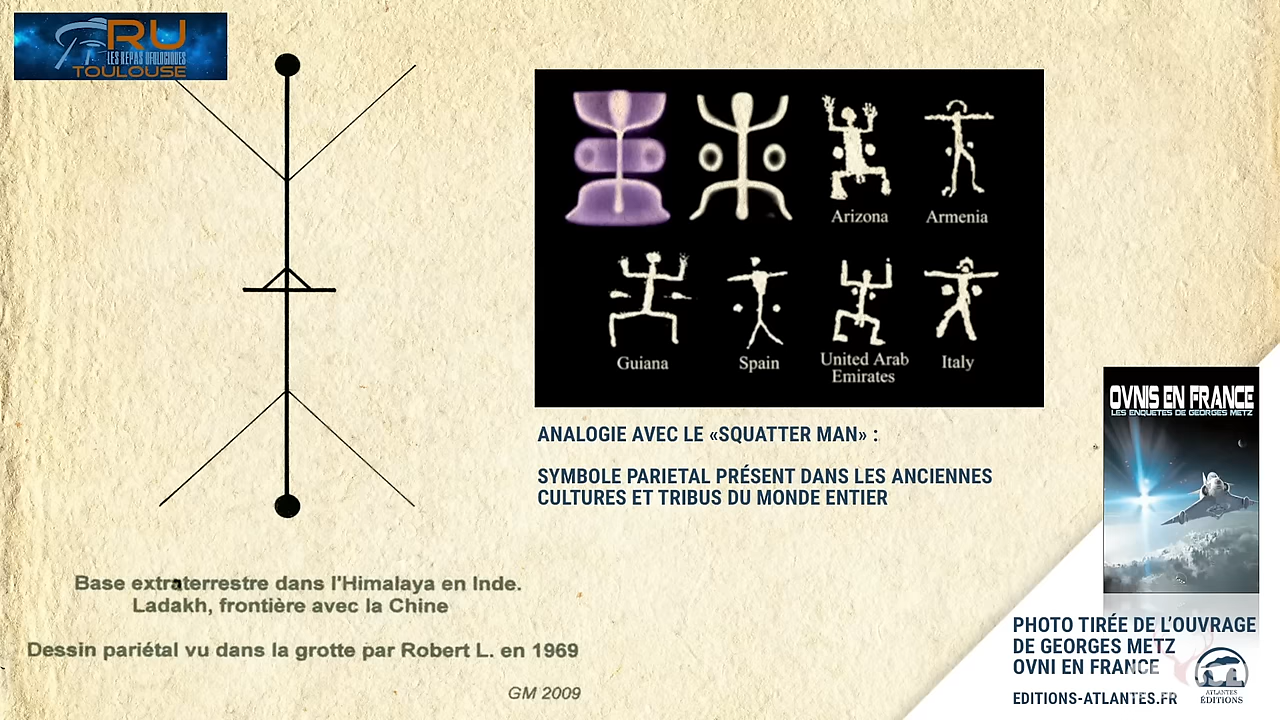 RU
LES REPAS UFOLOGIQUES
TOULOUSE
Arizona
Armenia
Guiana
Spain
United Arab
Emirates
Italy
ANALOGIE AVEC LE «SQUATTER MAN» :
SYMBOLE PARIETAL PRÉSENT DANS LES ANCIENNES
CULTURES ET TRIBUS DU MONDE ENTIER
Base extraterrestre dans l'Himalaya en Inde.
Ladakh, frontière avec la Chine
Dessin pariétal vu dans la grotte par Robert L. en 1969
GM 2009
OVNIS EN FRANCE
LES ENQUETES DE GEORGES METZ
PHOTO TIRÉE DE L'OUVRAGE
DE GEORGES METZ
OVNI EN FRANCE
EDITIONS-ATLANTES.FR
ATLANTES
ÉDITIONS